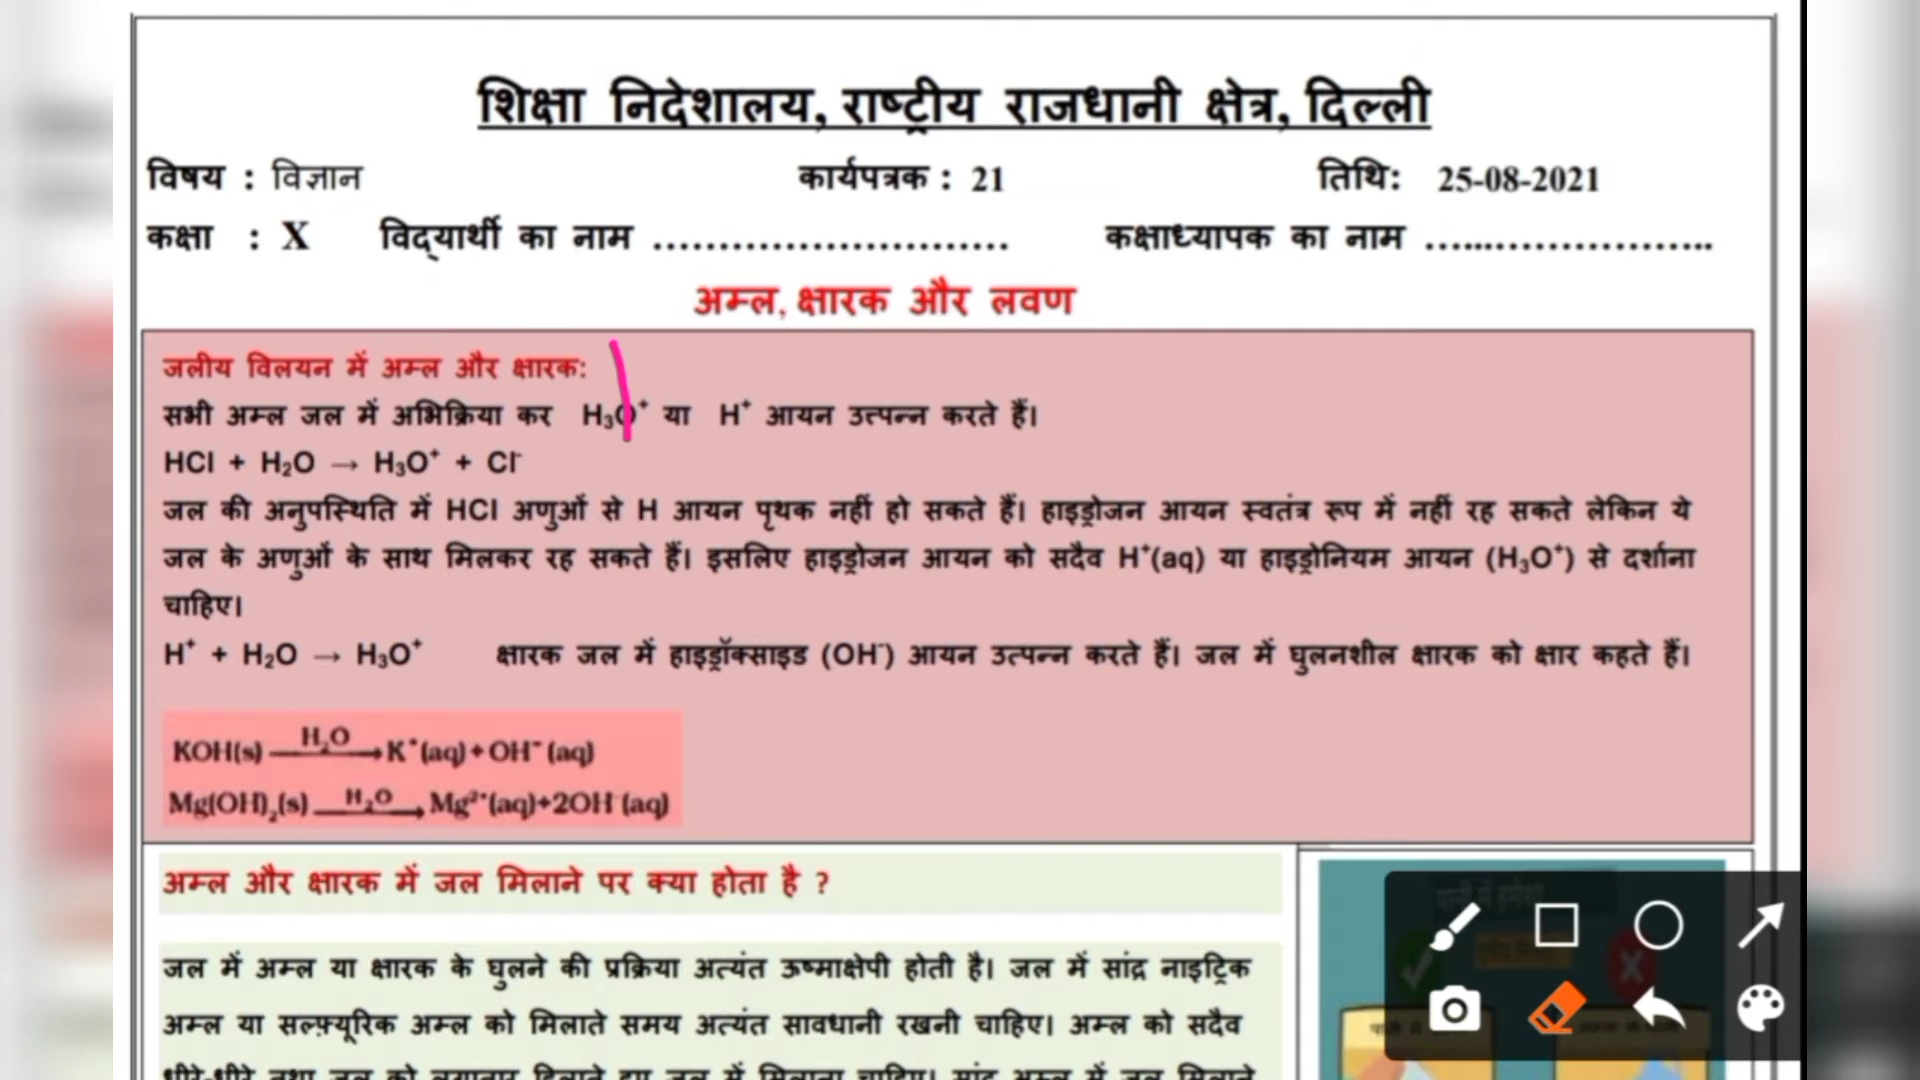 शिक्षा निदेशालय, राष्ट्रीय राजधानी क्षेत्र, दिल्ली
विषय : विज्ञान कार्यपत्रक : 21 तिथि: 25-08-2021
कक्षा : X विद्यार्थी का नाम ........................... कक्षाध्यापक का नाम ......................
अम्ल, क्षारक और लवण
जलीय विलयन में अम्ल और क्षारक:
सभी अम्ल जल में अभिक्रिया कर H₃O⁺ या H⁺ आयन उत्त्पन्न करते हैं।
HCl + H₂O → H₃O⁺ + Cl⁻
जल की अनुपस्थिति में HCl अणुओं से H आयन पृथक नहीं हो सकते हैं। हाइड्रोजन आयन स्वतंत्र रूप में नहीं रह सकते लेकिन ये
जल के अणुओं के साथ मिलकर रह सकते हैं। इसलिए हाइड्रोजन आयन को सदैव H⁺(aq) या हाइड्रोनियम आयन (H₃O⁺) से दर्शाना
चाहिए।
H⁺ + H₂O → H₃O⁺ क्षारक जल में हाइड्रॉक्साइड (OH⁻) आयन उत्पन्न करते हैं। जल में घुलनशील क्षारक को क्षार कहते हैं।
KOH(s) —H₂O→ K⁺(aq) + OH⁻(aq)
Mg(OH)₂(s) —H₂O→ Mg²⁺(aq)+2OH⁻(aq)
अम्ल और क्षारक में जल मिलाने पर क्या होता है ?
जल में अम्ल या क्षारक के घुलने की प्रक्रिया अत्यंत ऊष्माक्षेपी होती है। जल में सांद्र नाइट्रिक
अम्ल या सल्फ़्यूरिक अम्ल को मिलाते समय अत्यंत सावधानी रखनी चाहिए। अम्ल को सदैव
धीरे-धीरे तथा जल को लगातार हिलाते हुए जल में मिलाना चाहिए। सांद्र अम्ल में जल मिलाने